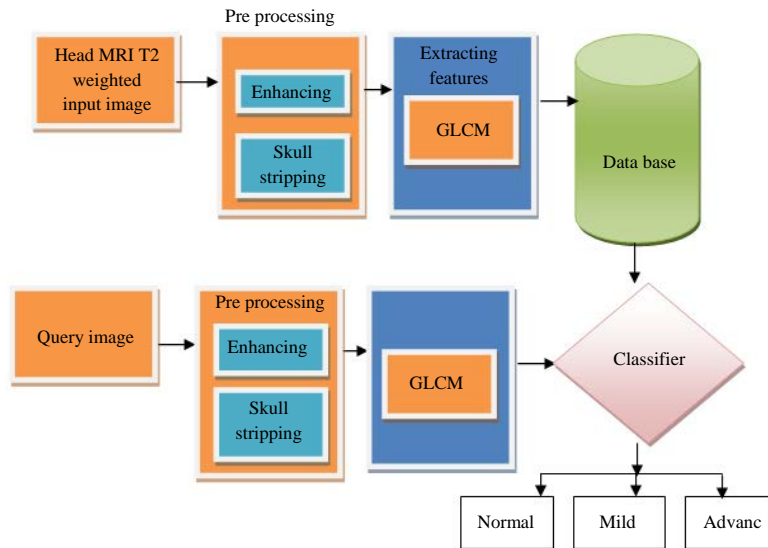 Pre processing
Head MRI T2
weighted
input image
Enhancing
Skull
stripping
Extracting
features
GLCM
Data base
Query image
Pre processing
Enhancing
Skull
stripping
GLCM
Classifier
Normal
Mild
Advanc